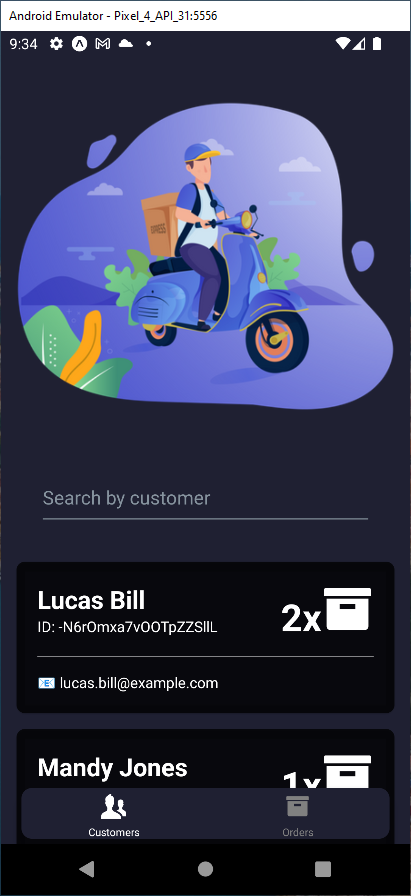 Android Emulator - Pixel_4_API_31:5556
9:34
Search by customer
Lucas Bill
2x
ID: -N6rOmxa7vOOTpZZSllL
📧 lucas.bill@example.com
Mandy Jones
1x
Customers
Orders